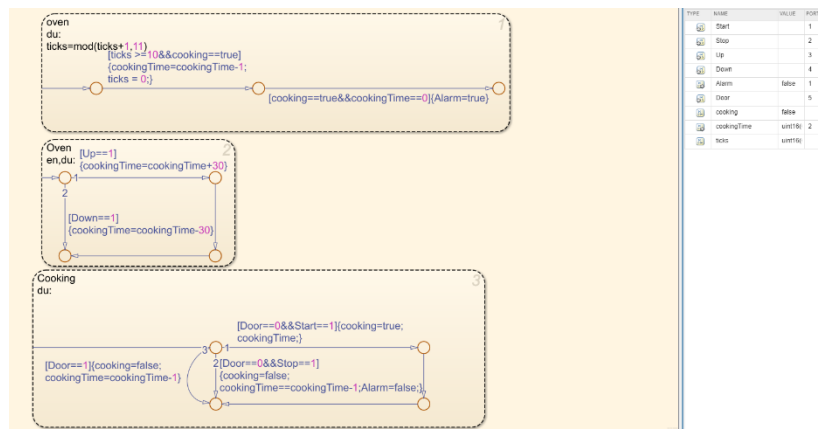 oven
1
du:
ticks=mod(ticks+1,11)
[ticks >=10&&cooking==true]
{cookingTime=cookingTime-1;
ticks = 0;}
[cooking==true&&cookingTime==0]{Alarm=true}
Oven
2
en,du:
[Up==1]
{cookingTime=cookingTime+30}
1
2
[Down==1]
{cookingTime=cookingTime-30}
Cooking
3
du:
[Door==0&&Start==1]{cooking=true;
cookingTime;}
3
1
[Door==1]{cooking=false;
cookingTime=cookingTime-1}
2
[Door==0&&Stop==1]
{cooking=false;
cookingTime==cookingTime-1;Alarm=false;}
TYPE NAME VALUE PORT
Start 1
Stop 2
Up 3
Down 4
Alarm false 1
Door 5
cooking false
cookingTime uint16( 2
ticks uint16(